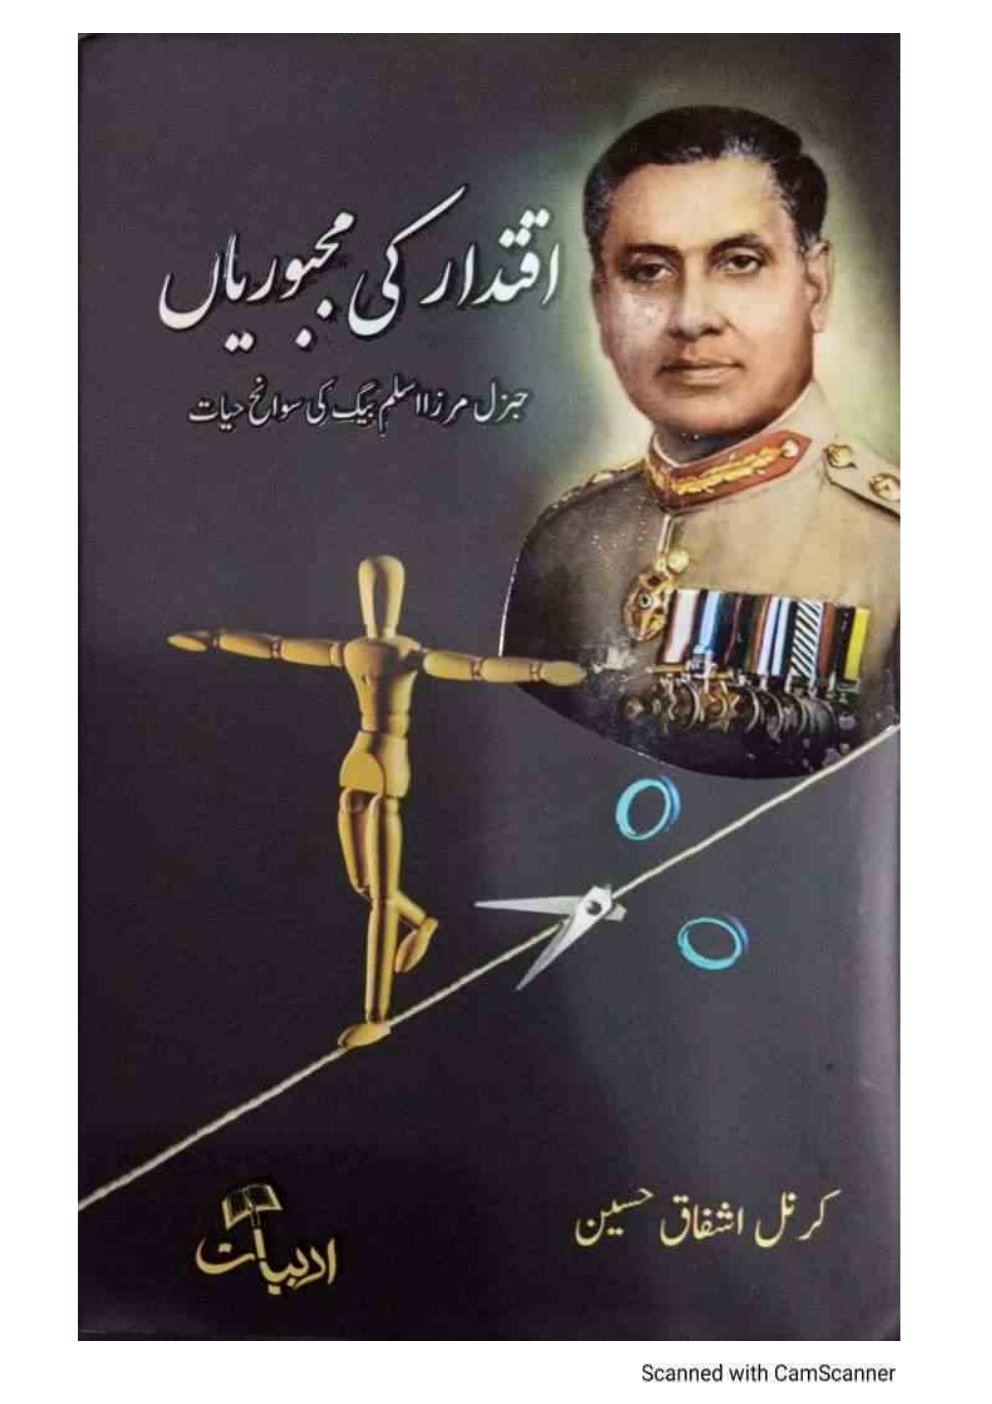 اقتدار کی مجبوریاں
جنرل مرزا اسلم بیگ کی سوانح حیات
کرنل اشفاق حسین
ادبیات
Scanned with CamScanner